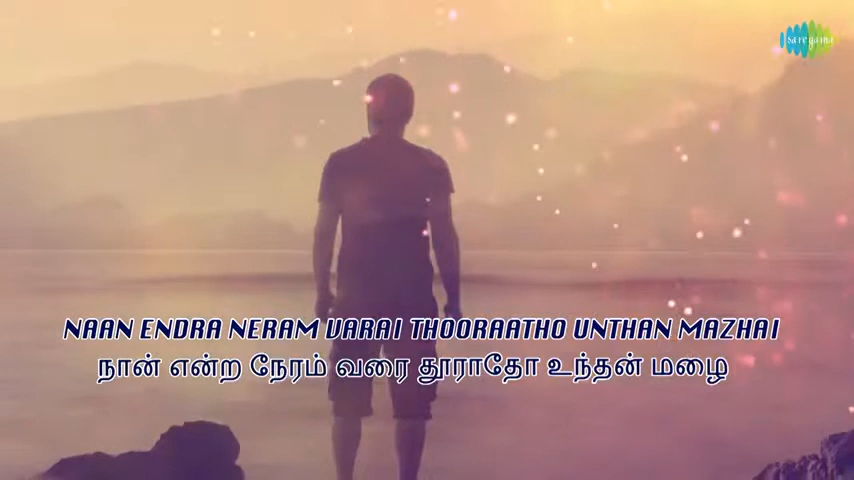 saregama
NAAN ENDRA NERAM VARAI THOORAATHO UNTHAN MAZHAI
நான் என்ற நேரம் வரை தூராதோ உந்தன் மழை